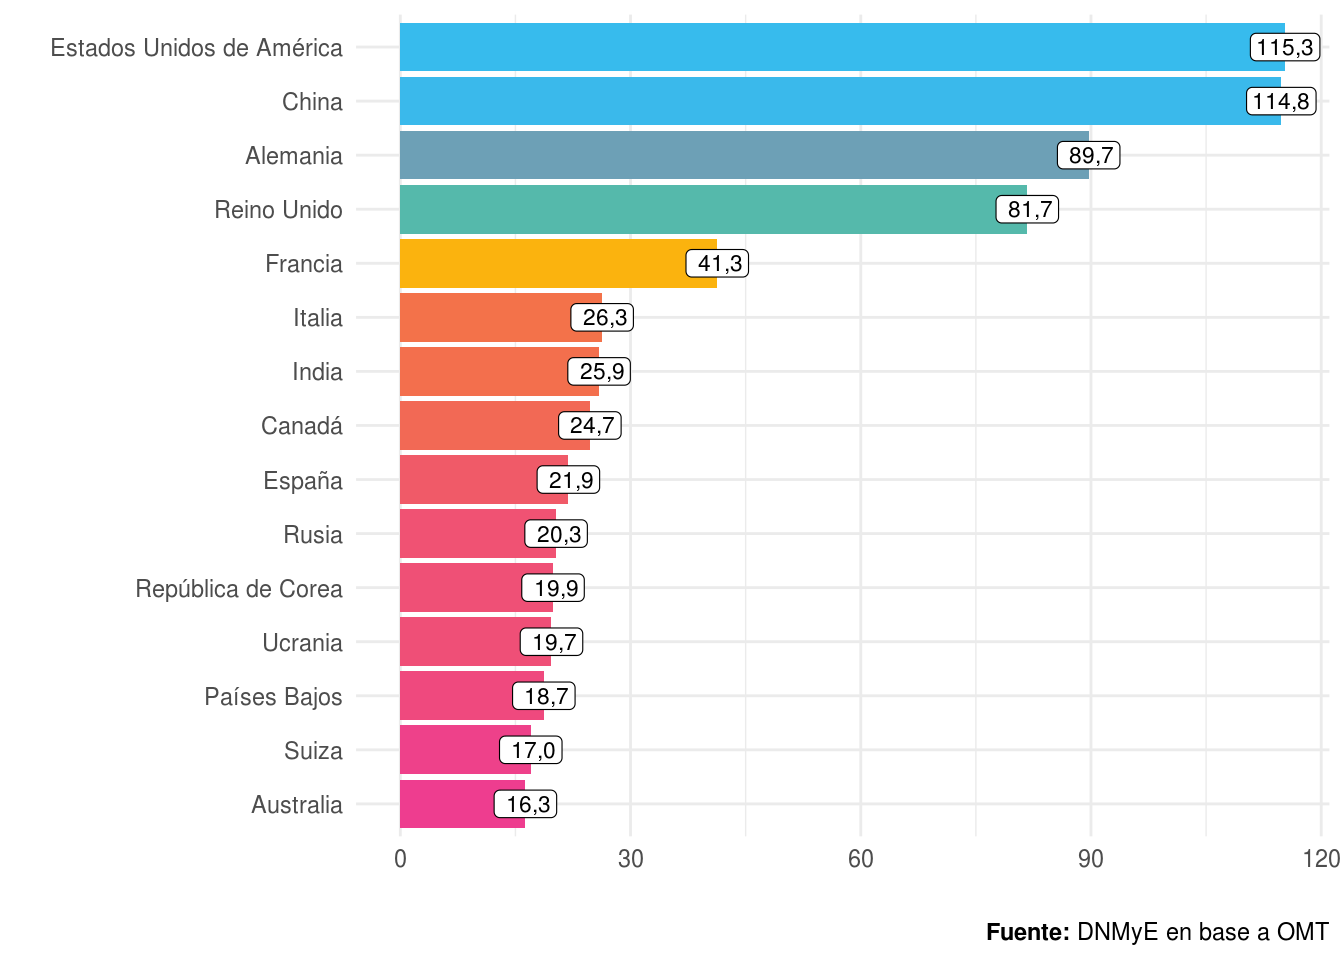 Estados Unidos de América 115,3
China 114,8
Alemania 89,7
Reino Unido 81,7
Francia 41,3
Italia 26,3
India 25,9
Canadá 24,7
España 21,9
Rusia 20,3
República de Corea 19,9
Ucrania 19,7
Países Bajos 18,7
Suiza 17,0
Australia 16,3
0 30 60 90 120
Fuente: DNMyE en base a OMT